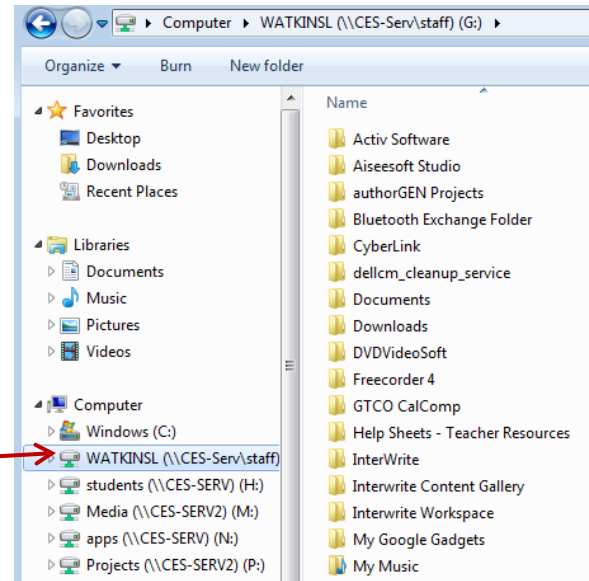 Computer WATKINSL (\\CES-Serv\staff) (G:)
Organize Burn New folder
Favorites
Desktop
Downloads
Recent Places
Libraries
Documents
Music
Pictures
Videos
Computer
Windows (C:)
WATKINSL (\\CES-Serv\staff)
students (\\CES-SERV) (H:)
Media (\\CES-SERV2) (M:)
apps (\\CES-SERV) (N:)
Projects (\\CES-SERV2) (P:)
Name
Activ Software
Aiseesoft Studio
authorGEN Projects
Bluetooth Exchange Folder
CyberLink
dellcm_cleanup_service
Documents
Downloads
DVDVideoSoft
Freecorder 4
GTCO CalComp
Help Sheets - Teacher Resources
InterWrite
Interwrite Content Gallery
Interwrite Workspace
My Google Gadgets
My Music